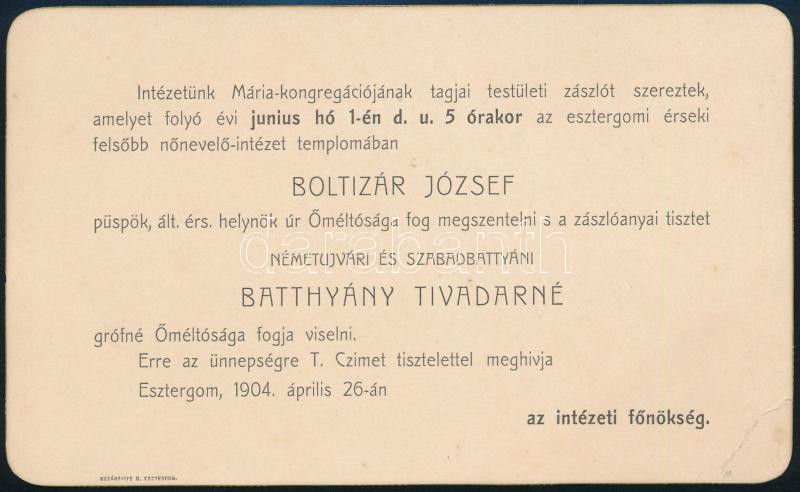 Intézetünk Mária-kongregációjának tagjai testületi zászlót szereztek,
amelyet folyó évi junius hó 1-én d. u. 5 órakor az esztergomi érseki
felsőbb nőnevelő-intézet templomában
BOLTIZÁR JÓZSEF
püspök, ált. érs. helynök úr Őméltósága fog megszentelni s a zászlóanyai tisztet
darabanth
NÉMETUJVÁRI ÉS SZABADBATTYÁNI
BATTHYÁNY TIVADARNÉ
grófné Őméltósága fogja viselni.
Erre az ünnepségre T. Czimet tisztelettel meghivja
Esztergom, 1904. április 26-án
az intézeti főnökség.
ESZTERGOM.